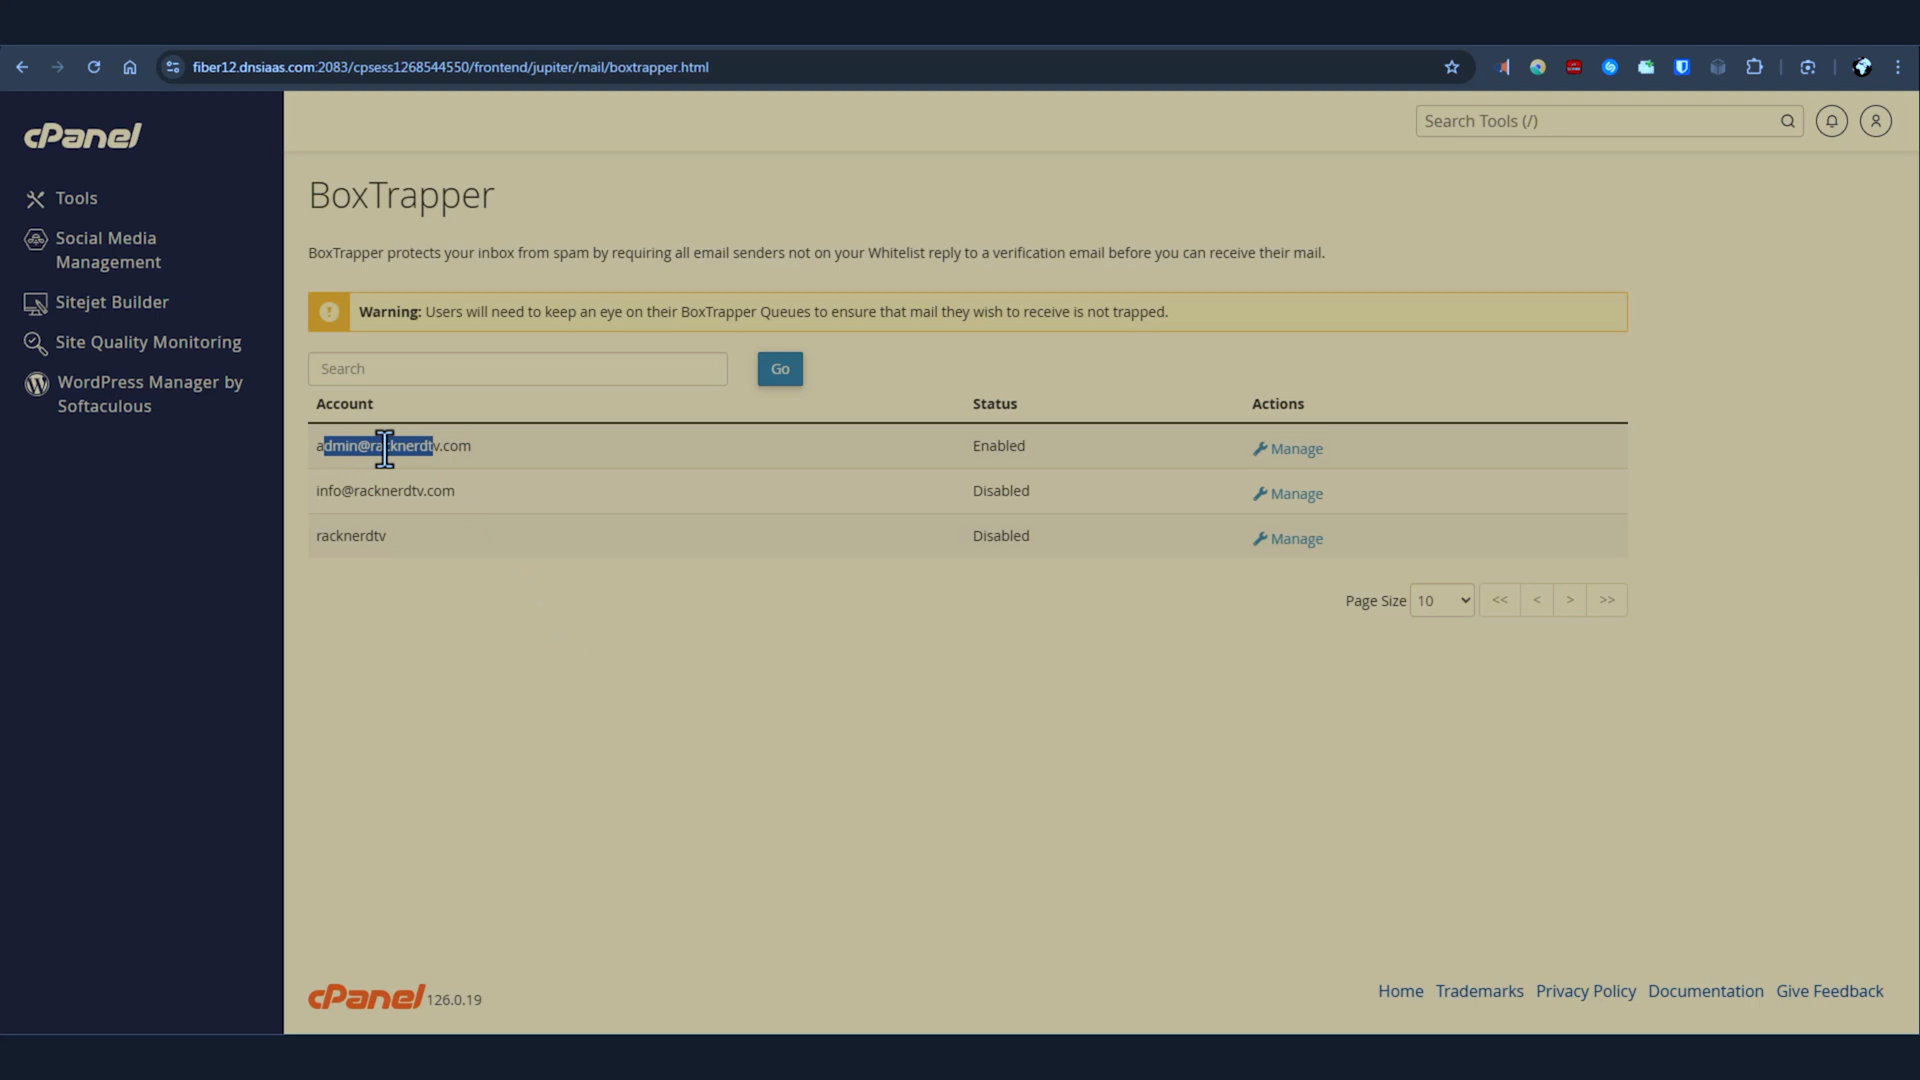 fiber12.dnsiaas.com:2083/cpsess1268544550/frontend/jupiter/mail/boxtrapper.html
cPanel
Search Tools (/)
Tools
Social Media
Management
Sitejet Builder
Site Quality Monitoring
WordPress Manager by
Softaculous
BoxTrapper
BoxTrapper protects your inbox from spam by requiring all email senders not on your Whitelist reply to a verification email before you can receive their mail.
Warning: Users will need to keep an eye on their BoxTrapper Queues to ensure that mail they wish to receive is not trapped.
Search Go
Account Status Actions
admin@racknerdtv.com Enabled Manage
info@racknerdtv.com Disabled Manage
racknerdtv Disabled Manage
Page Size 10 << < > >>
cPanel 126.0.19
Home Trademarks Privacy Policy Documentation Give Feedback